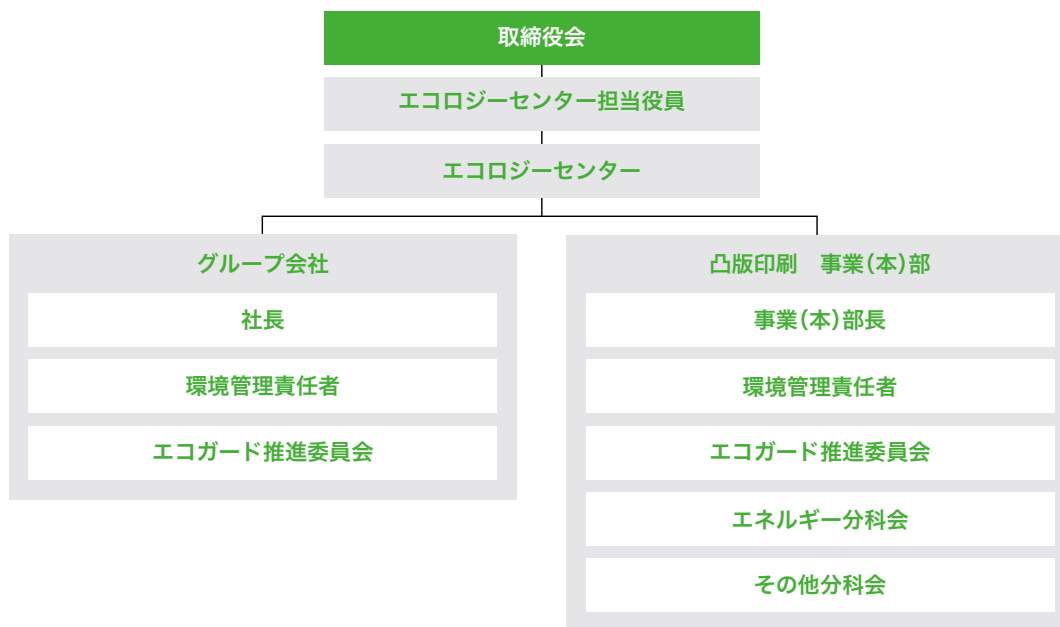 取締役会
エコロジーセンター担当役員
エコロジーセンター
グループ会社
社長
環境管理責任者
エコガード推進委員会
凸版印刷　事業(本)部
事業(本)部長
環境管理責任者
エコガード推進委員会
エネルギー分科会
その他分科会